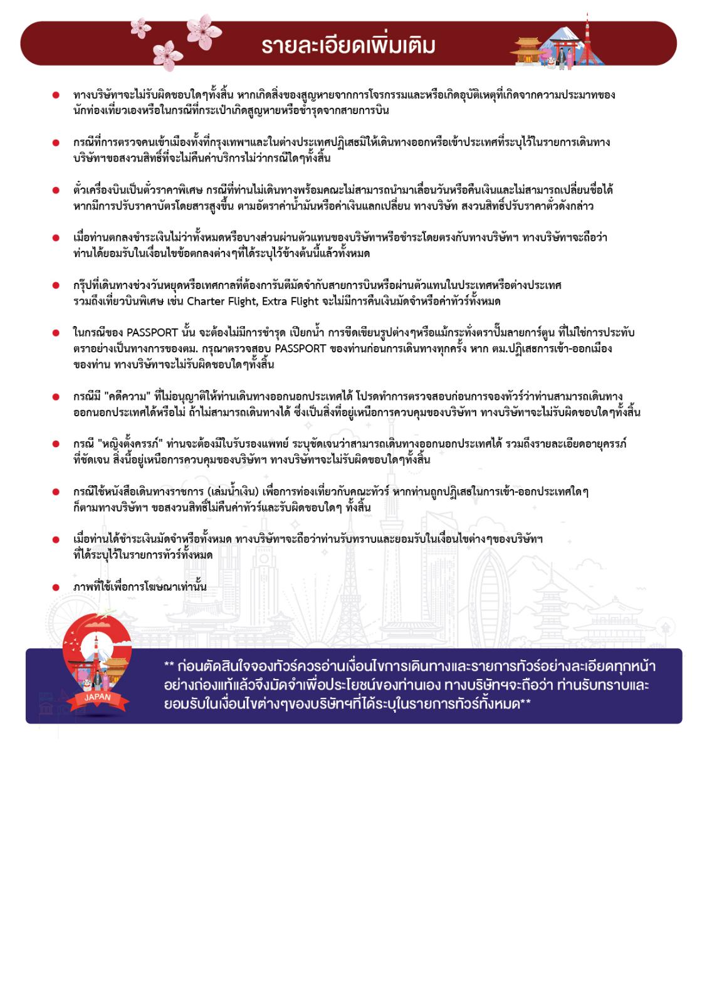 รายละเอียดเพิ่มเติม
ทางบริษัทฯจะไม่รับผิดชอบใดๆทั้งสิ้น หากเกิดสิ่งของสูญหายจากการโจรกรรมและหรือเกิดอุบัติเหตุที่เกิดจากความประมาทของ
นักท่องเที่ยวเองหรือในกรณีที่กระเป๋าเกิดสูญหายหรือชำรุดจากสายการบิน
กรณีที่การตรวจคนเข้าเมืองทั้งที่กรุงเทพฯและในต่างประเทศปฏิเสธมิให้เดินทางออกหรือเข้าประเทศที่ระบุไว้ในรายการเดินทาง
บริษัทฯขอสงวนสิทธิ์ที่จะไม่คืนค่าบริการไม่ว่ากรณีใดๆทั้งสิ้น
ตั๋วเครื่องบินเป็นตั๋วราคาพิเศษ กรณีที่ท่านไม่เดินทางพร้อมคณะไม่สามารถนำมาเลื่อนวันหรือคืนเงินและไม่สามารถเปลี่ยนชื่อได้
หากมีการปรับราคาบัตรโดยสารสูงขึ้น ตามอัตราค่าน้ำมันหรือค่าเงินแลกเปลี่ยน ทางบริษัท สงวนสิทธิ์ปรับราคาตั๋วดังกล่าว
เมื่อท่านตกลงชำระเงินไม่ว่าทั้งหมดหรือบางส่วนผ่านตัวแทนของบริษัทฯหรือชำระโดยตรงกับทางบริษัทฯ ทางบริษัทฯจะถือว่า
ท่านได้ยอมรับในเงื่อนไขข้อตกลงต่างๆที่ได้ระบุไว้ข้างต้นนี้แล้วทั้งหมด
กรุ๊ปที่เดินทางช่วงวันหยุดหรือเทศกาลที่ต้องการันตีมัดจำกับสายการบินหรือผ่านตัวแทนในประเทศหรือต่างประเทศ
รวมถึงเที่ยวบินพิเศษ เช่น Charter Flight, Extra Flight จะไม่มีการคืนเงินมัดจำหรือค่าทัวร์ทั้งหมด
ในกรณีของ PASSPORT นั้น จะต้องไม่มีการชำรุด เปียกน้ำ การขีดเขียนรูปต่างๆหรือแม้กระทั่งตราปั๊มลายการ์ตูน ที่ไม่ใช่การประทับ
ตราอย่างเป็นทางการของตม. กรุณาตรวจสอบ PASSPORT ของท่านก่อนการเดินทางทุกครั้ง หาก ตม.ปฏิเสธการเข้า-ออกเมือง
ของท่าน ทางบริษัทฯจะไม่รับผิดชอบใดๆทั้งสิ้น
กรณีมี "คดีความ" ที่ไม่อนุญาติให้ท่านเดินทางออกนอกประเทศได้ โปรดทำการตรวจสอบก่อนการจองทัวร์ว่าท่านสามารถเดินทาง
ออกนอกประเทศได้หรือไม่ ถ้าไม่สามารถเดินทางได้ ซึ่งเป็นสิ่งที่อยู่เหนือการควบคุมของบริษัทฯ ทางบริษัทฯจะไม่รับผิดชอบใดๆทั้งสิ้น
กรณี "หญิงตั้งครรภ์" ท่านจะต้องมีใบรับรองแพทย์ ระบุชัดเจนว่าสามารถเดินทางออกนอกประเทศได้ รวมถึงรายละเอียดอายุครรภ์
ที่ชัดเจน สิ่งนี้อยู่เหนือการควบคุมของบริษัทฯ ทางบริษัทฯจะไม่รับผิดขอบใดๆทั้งสิ้น
กรณีใช้หนังสือเดินทางราชการ (เล่มน้ำเงิน) เพื่อการท่องเที่ยวกับคณะทัวร์ หากท่านถูกปฏิเสธในการเข้า-ออกประเทศใดๆ
ก็ตามทางบริษัทฯ ขอสงวนสิทธิ์ไม่คืนค่าทัวร์และรับผิดชอบใดๆ ทั้งสิ้น
เมื่อท่านได้ชำระเงินมัดจำหรือทั้งหมด ทางบริษัทฯจะถือว่าท่านรับทราบและยอมรับในเงื่อนไขต่างๆของบริษัทฯ
ที่ได้ระบุไว้ในรายการทัวร์ทั้งหมด
ภาพที่ใช้เพื่อการโฆษณาเท่านั้น
** ก่อนตัดสินใจจองทัวร์ควรอ่านเงื่อนไขการเดินทางและรายการทัวร์อย่างละเอียดทุกหน้า
อย่างถ่องแท้แล้วจึงมัดจำเพื่อประโยชน์ของท่านเอง ทางบริษัทฯจะถือว่า ท่านรับทราบและ
ยอมรับในเงื่อนไขต่างๆของบริษัทฯที่ได้ระบุในรายการทัวร์ทั้งหมด**
JAPAN